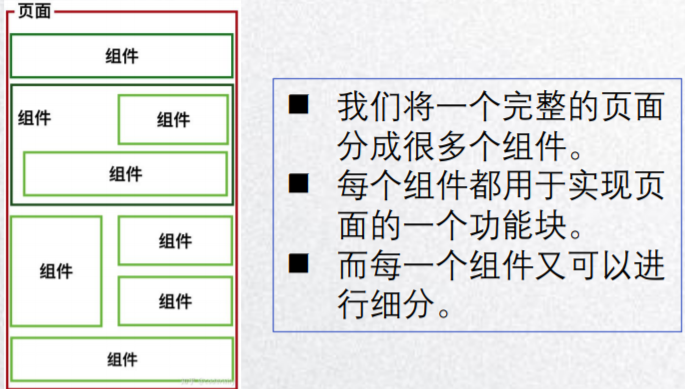 页面
组件
组件
组件
组件
组件
组件
组件
组件
■ 我们将一个完整的页面
分成很多个组件。
■ 每个组件都用于实现页
面的一个功能块。
■ 而每一个组件又可以进
行细分。